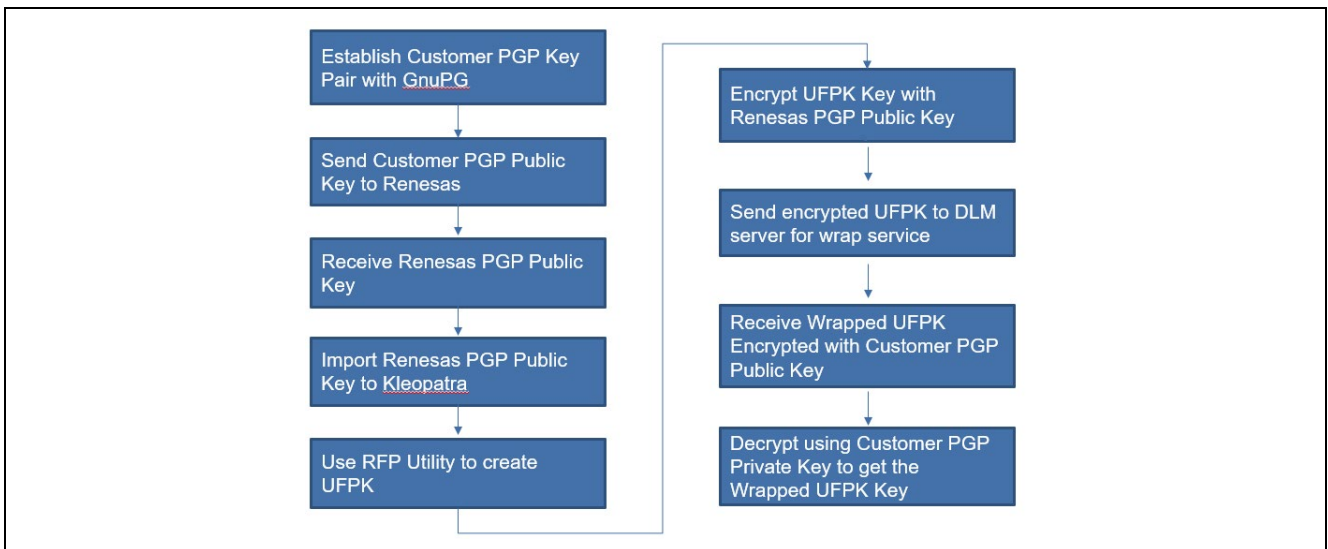 Establish Customer PGP Key
Pair with GnuPG
Send Customer PGP Public
Key to Renesas
Receive Renesas PGP Public
Key
Import Renesas PGP Public
Key to Kleopatra
Use RFP Utility to create
UFPK
Encrypt UFPK Key with
Renesas PGP Public Key
Send encrypted UFPK to DLM
server for wrap service
Receive Wrapped UFPK
Encrypted with Customer PGP
Public Key
Decrypt using Customer PGP
Private Key to get the
Wrapped UFPK Key